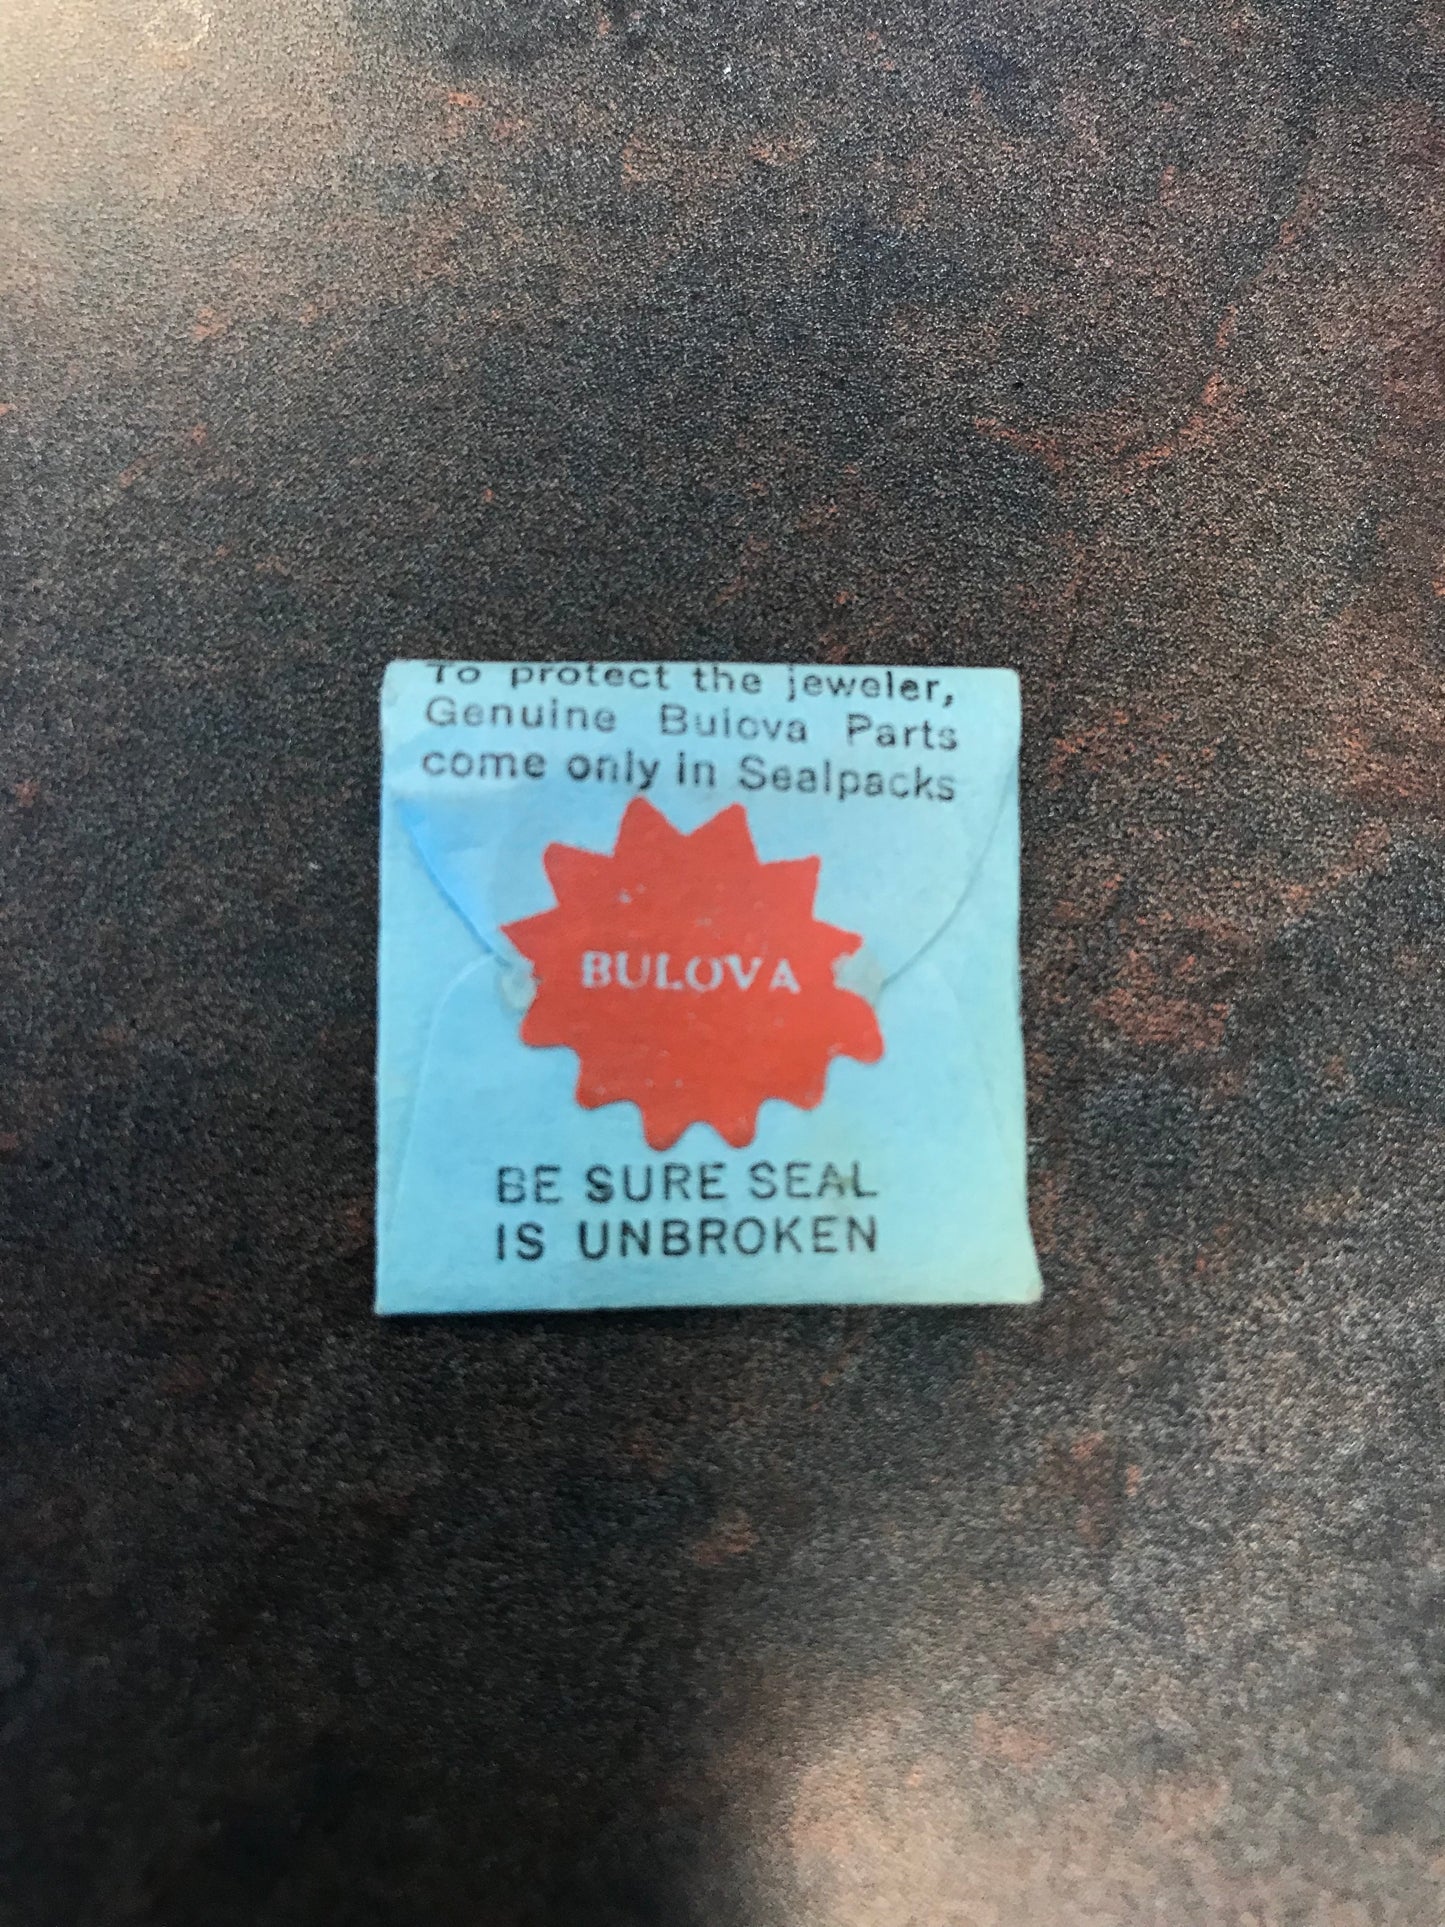 To protect the jeweler,
Genuine Bulova Parts
come only in Sealpacks
BULOVA
BE SURE SEAL
IS UNBROKEN